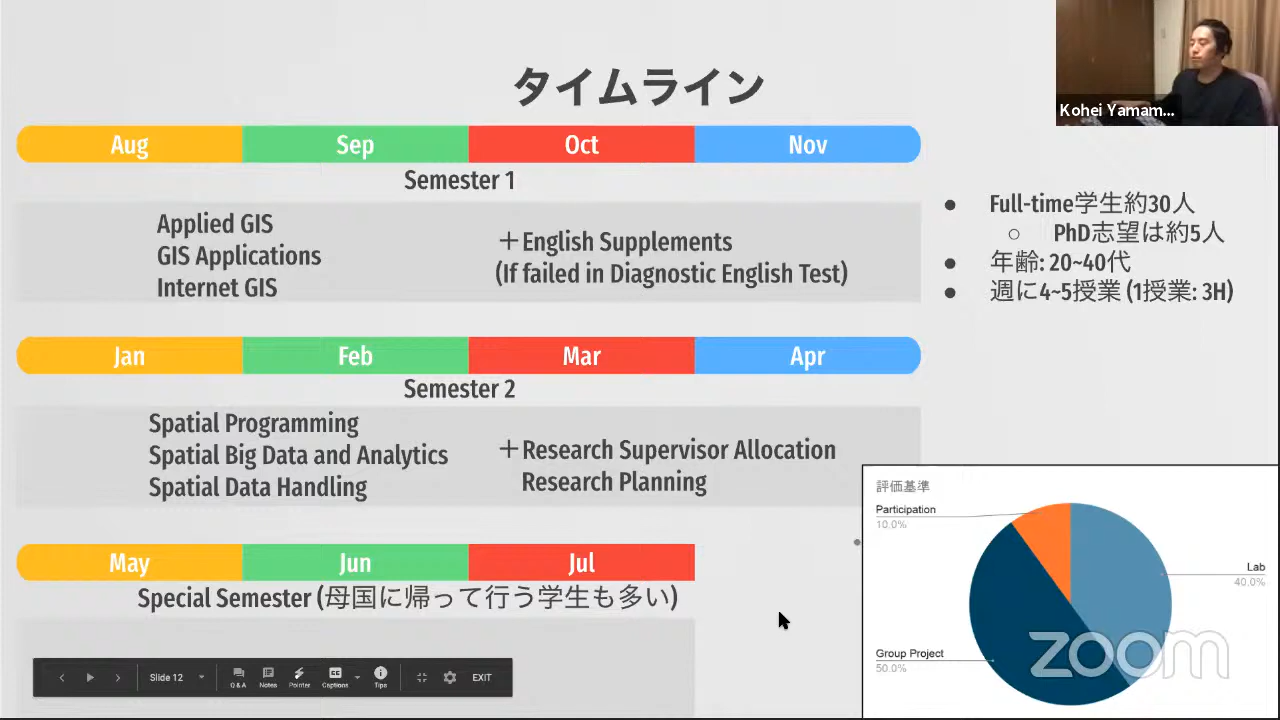 タイムライン
Kohei Yamam...
Aug Sep Oct Nov
Semester 1
Applied GIS
GIS Applications
Internet GIS
＋English Supplements
(If failed in Diagnostic English Test)
● Full-time学生約30人
○ PhD志望は約5人
● 年齢: 20~40代
● 週に4~5授業 (1授業: 3H)
Jan Feb Mar Apr
Semester 2
Spatial Programming
Spatial Big Data and Analytics
Spatial Data Handling
＋Research Supervisor Allocation
Research Planning
May Jun Jul
Special Semester (母国に帰って行う学生も多い)
評価基準
Participation
10.0%
Lab
40.0%
Group Project
50.0%
zoom
Slide 12
Q&A Notes Pointer Captions Tips EXIT